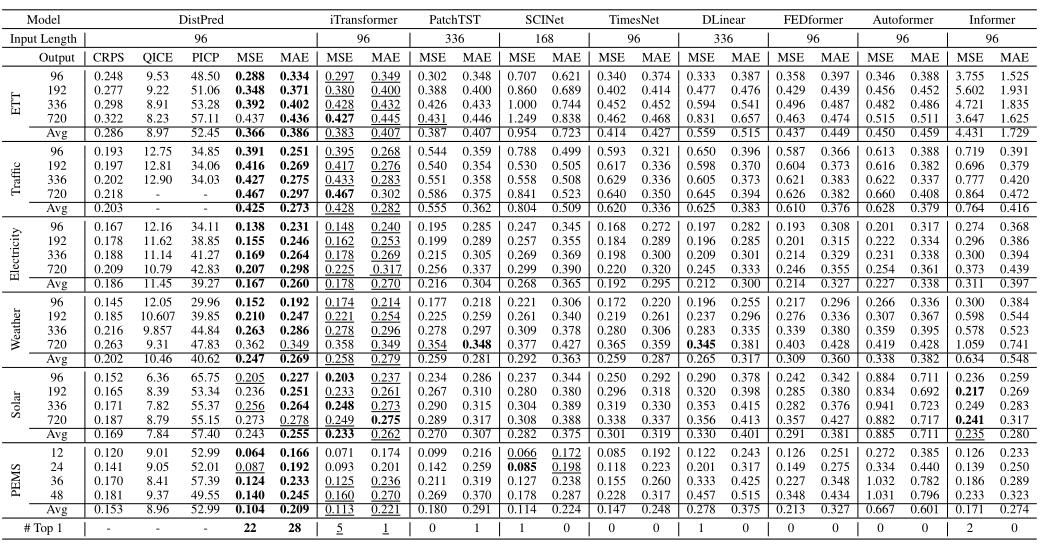 Model DistPred iTransformer PatchTST SCINet TimesNet DLinear FEDformer Autoformer Informer
Input Length 96 96 336 168 96 336 96 96 96
Output CRPS QICE PICP MSE MAE MSE MAE MSE MAE MSE MAE MSE MAE MSE MAE MSE MAE MSE MAE MSE MAE
ETT
96 0.248 9.53 48.50 0.288 0.334 0.297 0.349 0.302 0.348 0.707 0.621 0.340 0.374 0.333 0.387 0.358 0.397 0.346 0.388 3.755 1.525
192 0.277 9.22 51.06 0.348 0.371 0.380 0.400 0.388 0.400 0.860 0.689 0.402 0.414 0.477 0.476 0.429 0.439 0.456 0.452 5.602 1.931
336 0.298 8.91 53.28 0.392 0.402 0.428 0.432 0.426 0.433 1.000 0.744 0.452 0.452 0.594 0.541 0.496 0.487 0.482 0.486 4.721 1.835
720 0.322 8.23 57.11 0.437 0.436 0.427 0.445 0.431 0.446 1.249 0.838 0.462 0.468 0.831 0.657 0.463 0.474 0.515 0.511 3.647 1.625
Avg 0.286 8.97 52.45 0.366 0.386 0.383 0.407 0.387 0.407 0.954 0.723 0.414 0.427 0.559 0.515 0.437 0.449 0.450 0.459 4.431 1.729
Traffic
96 0.193 12.75 34.85 0.391 0.251 0.395 0.268 0.544 0.359 0.788 0.499 0.593 0.321 0.650 0.396 0.587 0.366 0.613 0.388 0.719 0.391
192 0.197 12.81 34.06 0.416 0.269 0.417 0.276 0.540 0.354 0.530 0.505 0.617 0.336 0.598 0.370 0.604 0.373 0.616 0.382 0.696 0.379
336 0.202 12.90 34.03 0.427 0.275 0.433 0.283 0.551 0.358 0.558 0.508 0.629 0.336 0.605 0.373 0.621 0.383 0.622 0.337 0.777 0.420
720 0.218 - - 0.467 0.297 0.467 0.302 0.586 0.375 0.841 0.523 0.640 0.350 0.645 0.394 0.626 0.382 0.660 0.408 0.864 0.472
Avg 0.203 - - 0.425 0.273 0.428 0.282 0.555 0.362 0.804 0.509 0.620 0.336 0.625 0.383 0.610 0.376 0.628 0.379 0.764 0.416
Electricity
96 0.167 12.16 34.11 0.138 0.231 0.148 0.240 0.195 0.285 0.247 0.345 0.168 0.272 0.197 0.282 0.193 0.308 0.201 0.317 0.274 0.368
192 0.178 11.62 38.85 0.155 0.246 0.162 0.253 0.199 0.289 0.257 0.355 0.184 0.289 0.196 0.285 0.201 0.315 0.222 0.334 0.296 0.386
336 0.188 11.14 41.27 0.169 0.264 0.178 0.269 0.215 0.305 0.269 0.369 0.198 0.300 0.209 0.301 0.214 0.329 0.231 0.338 0.300 0.394
720 0.209 10.79 42.83 0.207 0.298 0.225 0.317 0.256 0.337 0.299 0.390 0.220 0.320 0.245 0.333 0.246 0.355 0.254 0.361 0.373 0.439
Avg 0.186 11.45 39.27 0.167 0.260 0.178 0.270 0.216 0.304 0.268 0.365 0.192 0.295 0.212 0.300 0.214 0.327 0.227 0.338 0.311 0.397
Weather
96 0.145 12.05 29.96 0.152 0.192 0.174 0.214 0.177 0.218 0.221 0.306 0.172 0.220 0.196 0.255 0.217 0.296 0.266 0.336 0.300 0.384
192 0.185 10.607 39.85 0.210 0.247 0.221 0.254 0.225 0.259 0.261 0.340 0.219 0.261 0.237 0.296 0.276 0.336 0.307 0.367 0.598 0.544
336 0.216 9.857 44.84 0.263 0.286 0.278 0.296 0.278 0.297 0.309 0.378 0.280 0.306 0.283 0.335 0.339 0.380 0.359 0.395 0.578 0.523
720 0.263 9.31 47.83 0.362 0.349 0.358 0.349 0.354 0.348 0.377 0.427 0.365 0.359 0.345 0.381 0.403 0.428 0.419 0.428 1.059 0.741
Avg 0.202 10.46 40.62 0.247 0.269 0.258 0.279 0.259 0.281 0.292 0.363 0.259 0.287 0.265 0.317 0.309 0.360 0.338 0.382 0.634 0.548
Solar
96 0.152 6.36 65.75 0.205 0.227 0.203 0.237 0.234 0.286 0.237 0.344 0.250 0.292 0.290 0.378 0.242 0.342 0.884 0.711 0.236 0.259
192 0.165 8.39 53.34 0.236 0.251 0.233 0.261 0.267 0.310 0.280 0.380 0.296 0.318 0.320 0.398 0.285 0.380 0.834 0.692 0.217 0.269
336 0.171 7.82 55.37 0.256 0.264 0.248 0.273 0.290 0.315 0.304 0.389 0.319 0.330 0.353 0.415 0.282 0.376 0.941 0.723 0.249 0.283
720 0.187 8.79 55.15 0.273 0.278 0.249 0.275 0.289 0.317 0.308 0.388 0.338 0.337 0.356 0.413 0.357 0.427 0.882 0.717 0.241 0.317
Avg 0.169 7.84 57.40 0.243 0.255 0.233 0.262 0.270 0.307 0.282 0.375 0.301 0.319 0.330 0.401 0.291 0.381 0.885 0.711 0.235 0.280
PEMS
12 0.120 9.01 52.99 0.064 0.166 0.071 0.174 0.099 0.216 0.066 0.172 0.085 0.192 0.122 0.243 0.126 0.251 0.272 0.385 0.126 0.233
24 0.141 9.05 52.01 0.087 0.192 0.093 0.201 0.142 0.259 0.085 0.198 0.118 0.223 0.201 0.317 0.149 0.275 0.334 0.440 0.139 0.250
36 0.170 8.41 57.39 0.124 0.233 0.125 0.236 0.211 0.319 0.127 0.238 0.155 0.260 0.333 0.425 0.227 0.348 1.032 0.782 0.186 0.289
48 0.181 9.37 49.55 0.140 0.245 0.160 0.270 0.269 0.370 0.178 0.287 0.228 0.317 0.457 0.515 0.348 0.434 1.031 0.796 0.233 0.323
Avg 0.153 8.96 52.99 0.104 0.209 0.113 0.221 0.180 0.291 0.114 0.224 0.147 0.248 0.278 0.375 0.213 0.327 0.667 0.601 0.171 0.274
# Top 1 - - - 22 28 5 1 0 1 1 0 0 0 1 0 0 0 0 0 2 0